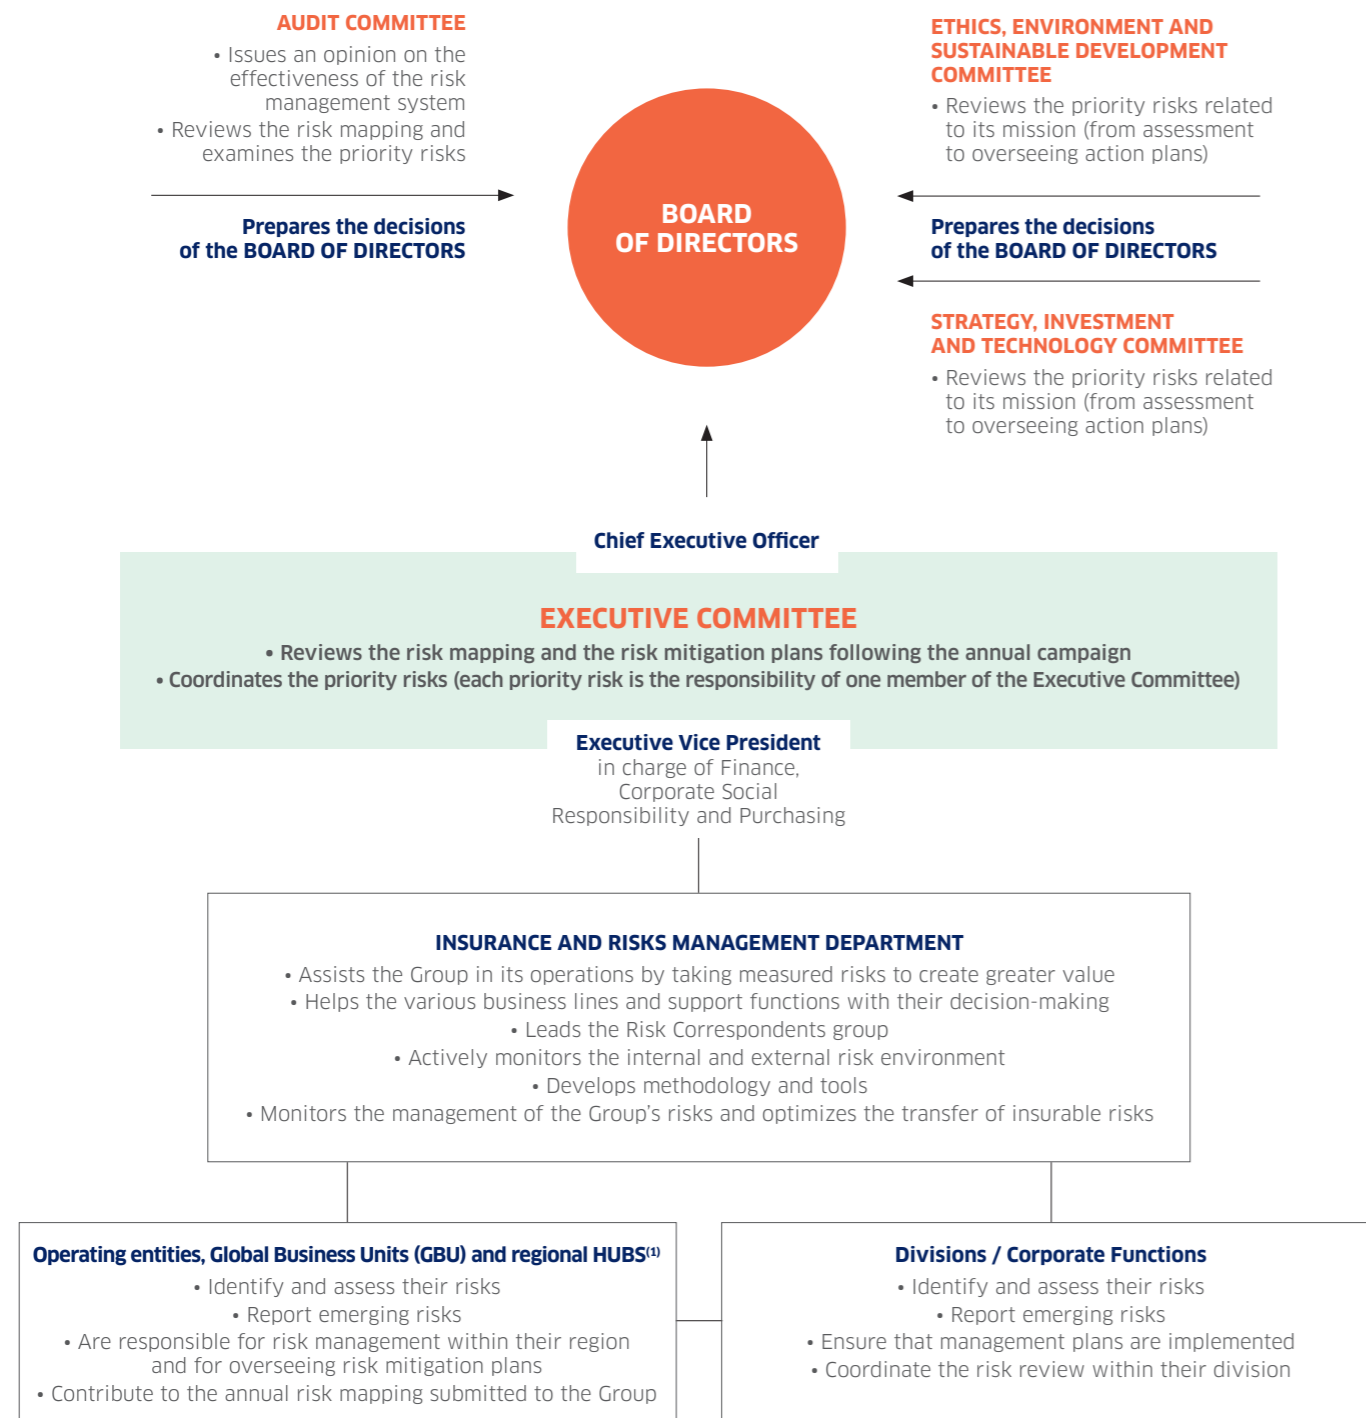 AUDIT COMMITTEE
• Issues an opinion on the
effectiveness of the risk
management system
• Reviews the risk mapping and
examines the priority risks
Prepares the decisions
of the BOARD OF DIRECTORS
BOARD
OF DIRECTORS
ETHICS, ENVIRONMENT AND
SUSTAINABLE DEVELOPMENT
COMMITTEE
• Reviews the priority risks related
to its mission (from assessment
to overseeing action plans)
Prepares the decisions
of the BOARD OF DIRECTORS
STRATEGY, INVESTMENT
AND TECHNOLOGY COMMITTEE
• Reviews the priority risks related
to its mission (from assessment
to overseeing action plans)
Chief Executive Officer
EXECUTIVE COMMITTEE
• Reviews the risk mapping and the risk mitigation plans following the annual campaign
• Coordinates the priority risks (each priority risk is the responsibility of one member of the Executive Committee)
Executive Vice President
in charge of Finance,
Corporate Social
Responsibility and Purchasing
INSURANCE AND RISKS MANAGEMENT DEPARTMENT
• Assists the Group in its operations by taking measured risks to create greater value
• Helps the various business lines and support functions with their decision-making
• Leads the Risk Correspondents group
• Actively monitors the internal and external risk environment
• Develops methodology and tools
• Monitors the management of the Group's risks and optimizes the transfer of insurable risks
Operating entities, Global Business Units (GBU) and regional HUBS(1)
• Identify and assess their risks
• Report emerging risks
• Are responsible for risk management within their region
and for overseeing risk mitigation plans
• Contribute to the annual risk mapping submitted to the Group
Divisions / Corporate Functions
• Identify and assess their risks
• Report emerging risks
• Ensure that management plans are implemented
• Coordinate the risk review within their division